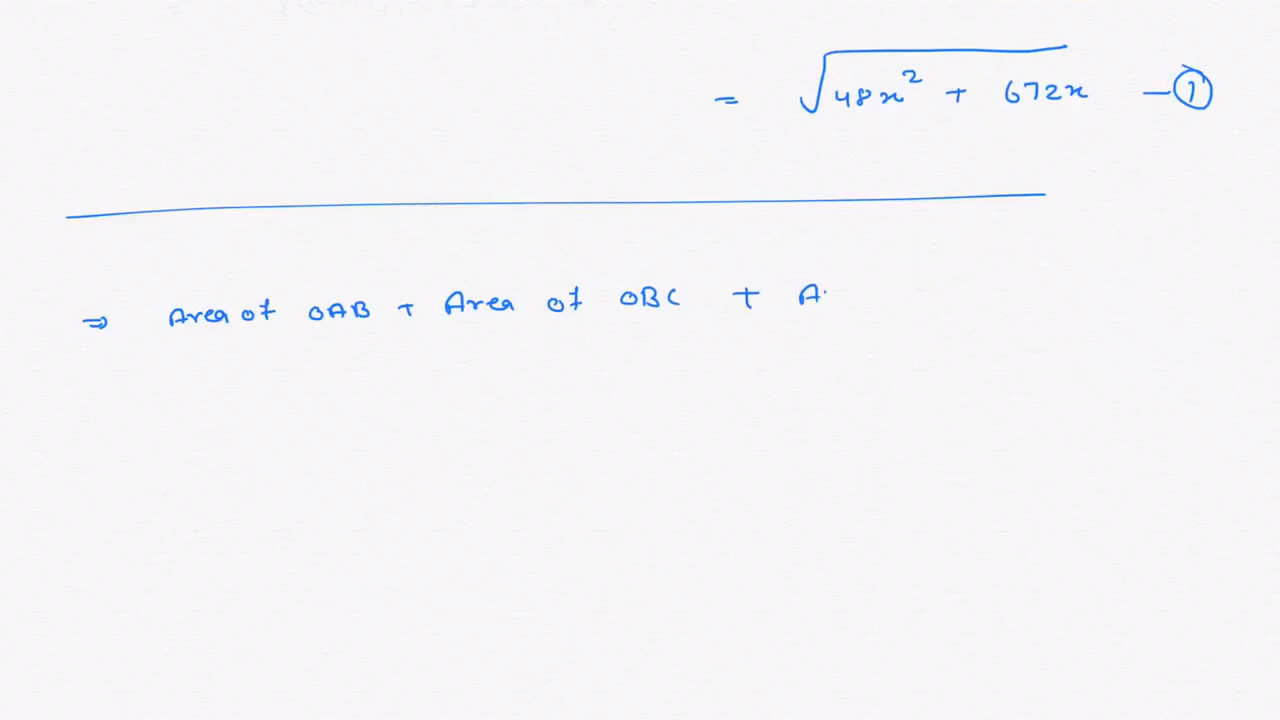 = √48x² + 672x — ①
⇒ Area of OAB + Area of OBC + A